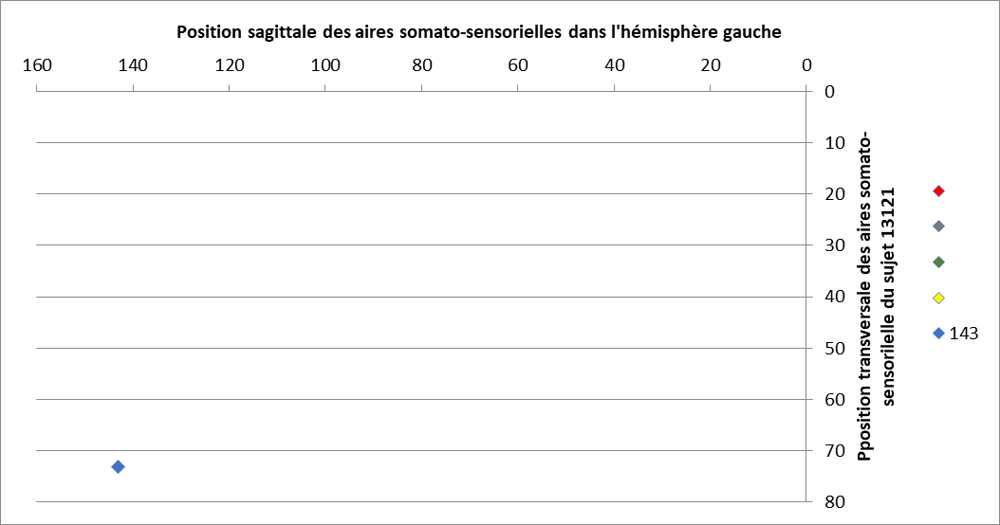 Position sagittale des aires somato-sensorielles dans l'hémisphère gauche
160 140 120 100 80 60 40 20 0
0
10
20
30
40
50
60
70
80
Pposition transversale des aires somato-
sensorilelle du sujet 13121
143